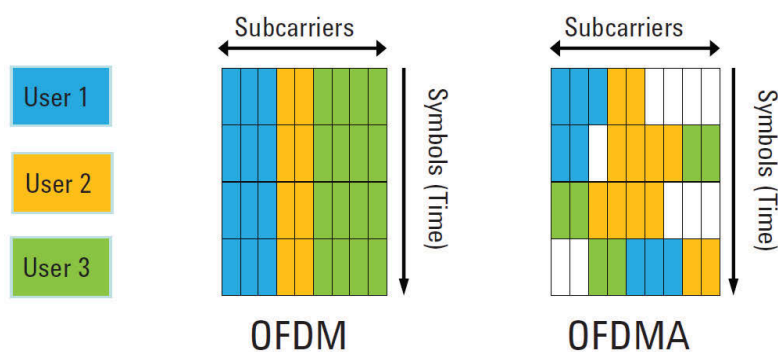 Subcarriers
Subcarriers
User 1
User 2
User 3
Symbols (Time)
Symbols (Time)
OFDM
OFDMA